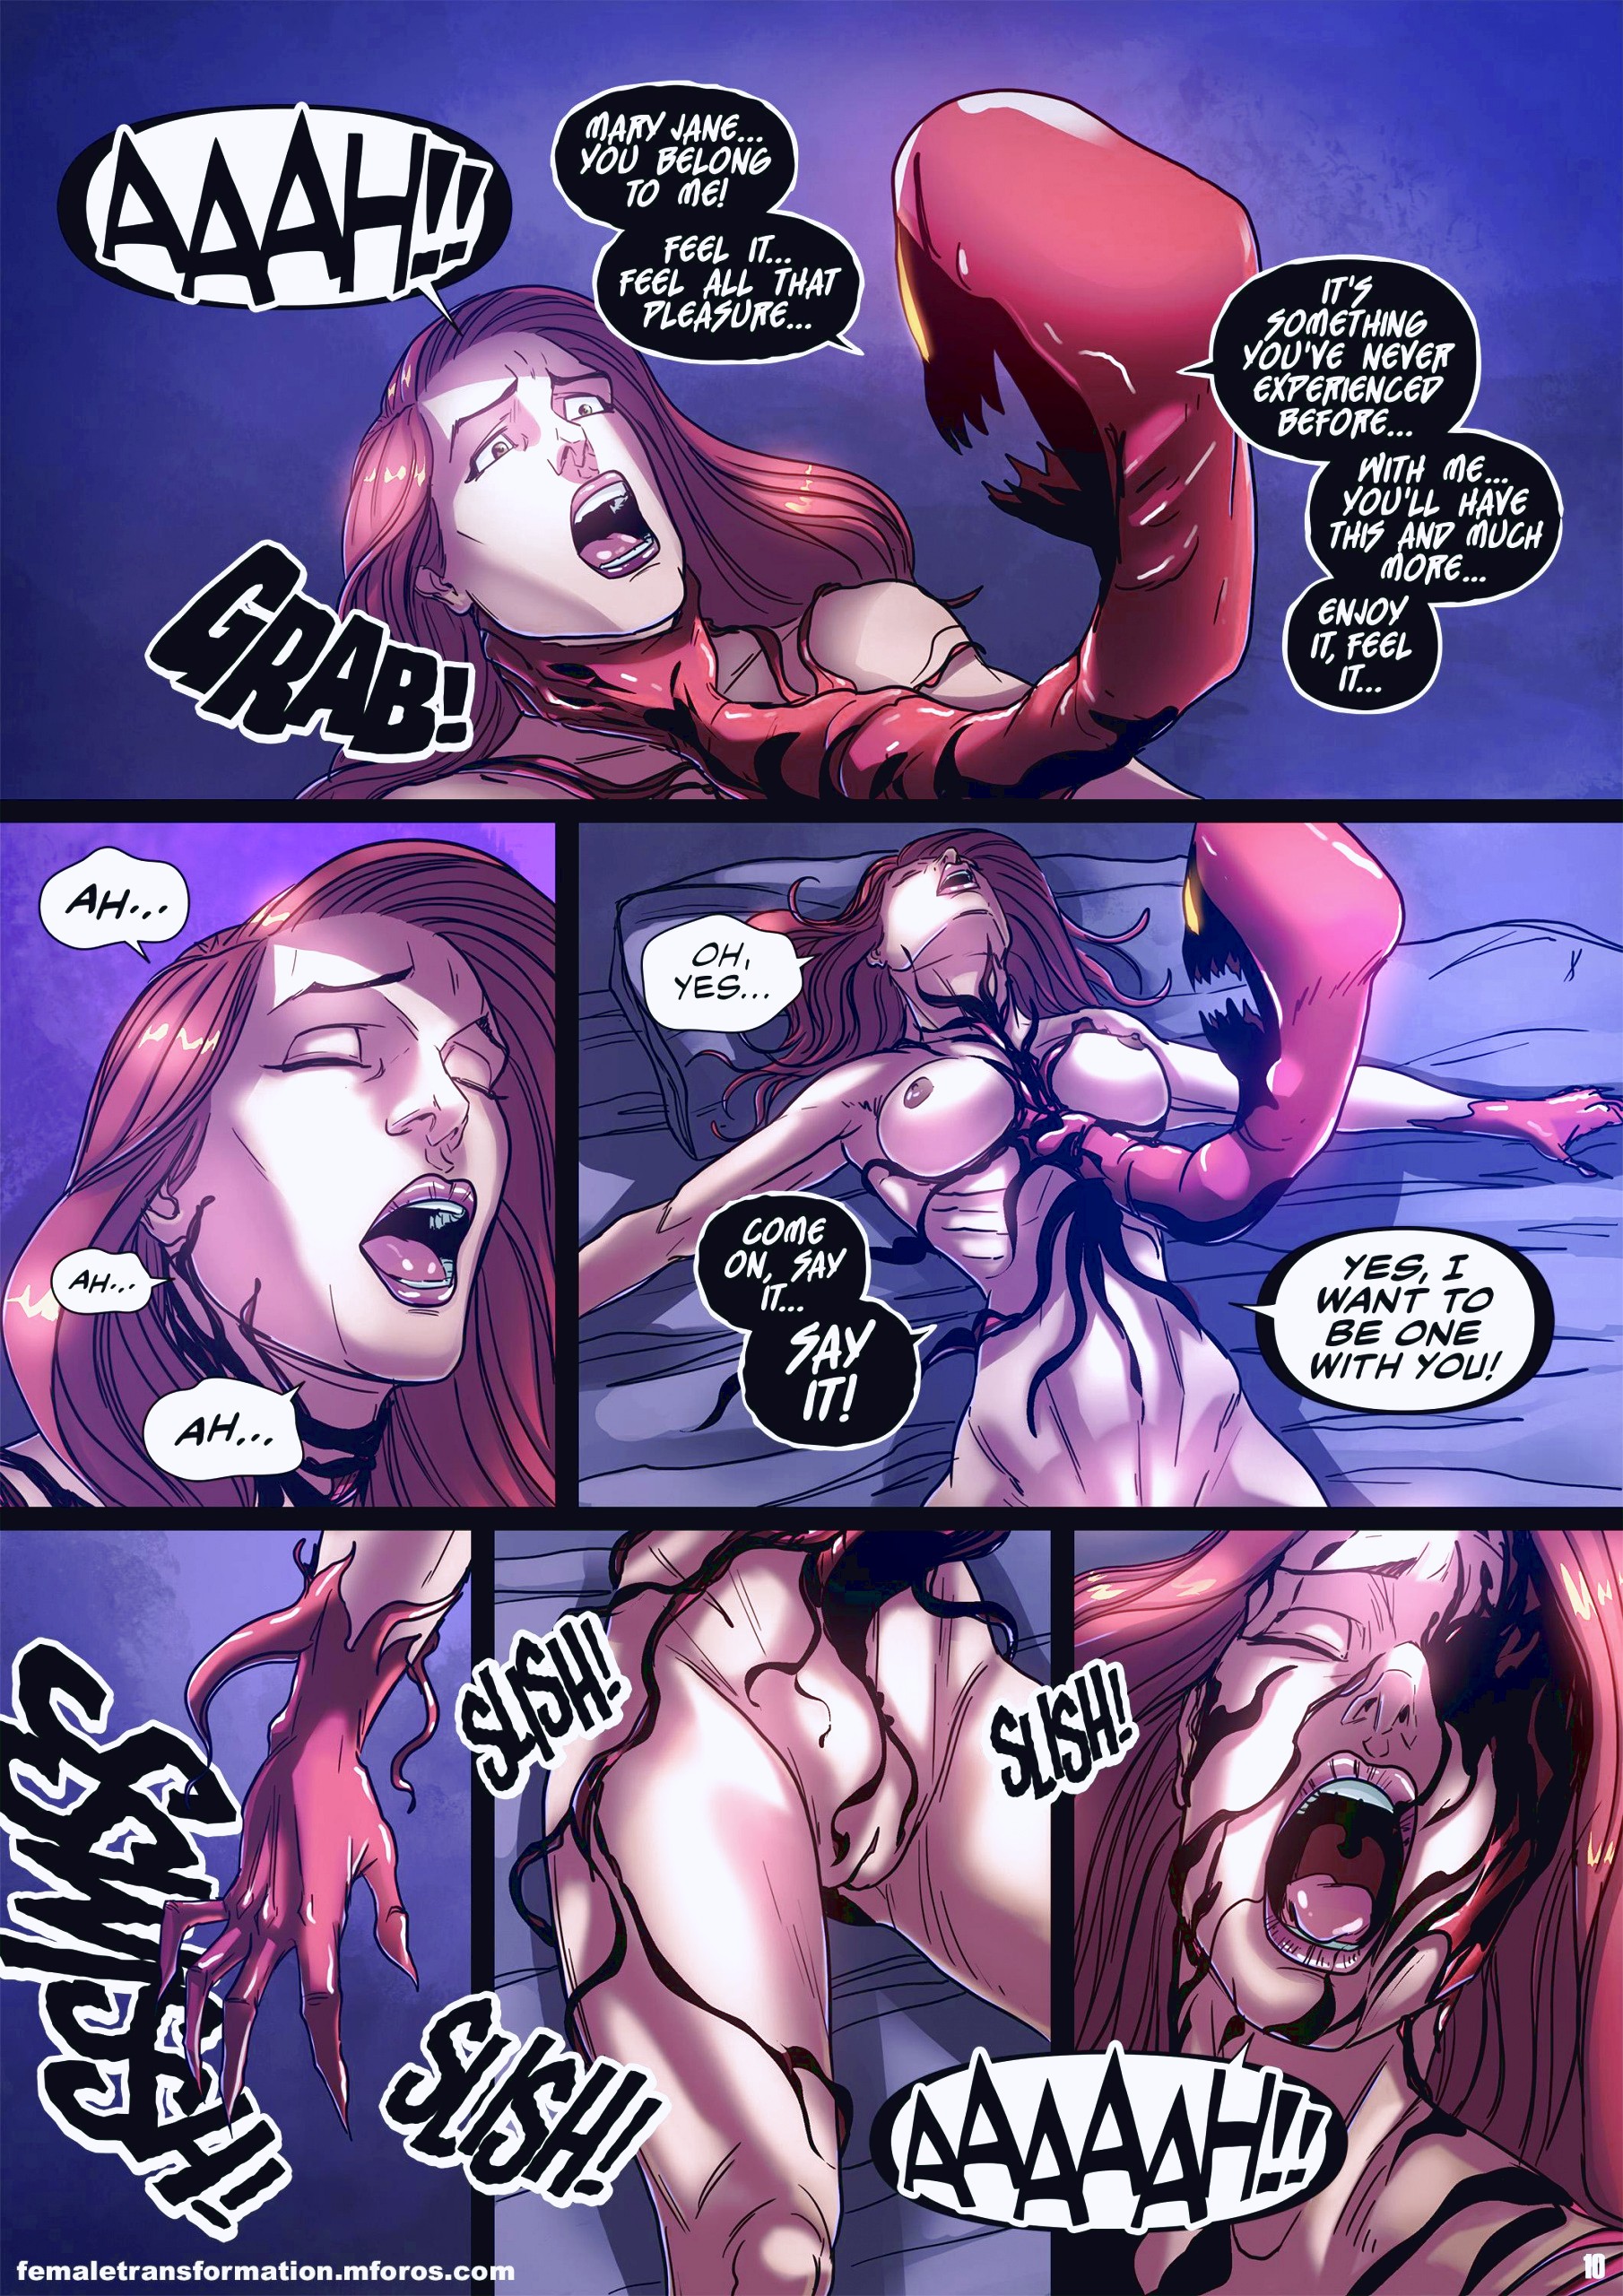 AAAH!!
MARY JANE...
YOU BELONG
TO ME!
FEEL IT...
FEEL ALL THAT
PLEASURE...
IT'S
SOMETHING
YOU'VE NEVER
EXPERIENCED
BEFORE...
WITH ME...
YOU'LL HAVE
THIS AND MUCH
MORE...
ENJOY
IT, FEEL
IT...
GRAB!
AH...
AH...
AH...
OH,
YES...
COME
ON, SAY
IT...
SAY
IT!
YES, I
WANT TO
BE ONE
WITH YOU!
SLISH!
SLISH!
SLISH!
AAAAAH!!
femaletransformation.mforos.com
10